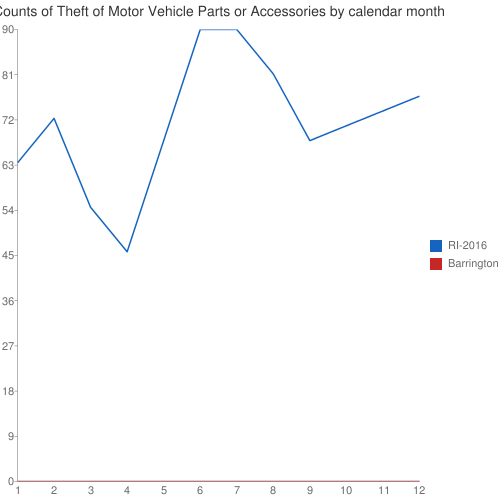 Counts of Theft of Motor Vehicle Parts or Accessories by calendar month
90
81
72
63
54
45
36
27
18
9
0
1 2 3 4 5 6 7 8 9 10 11 12
RI-2016
Barrington